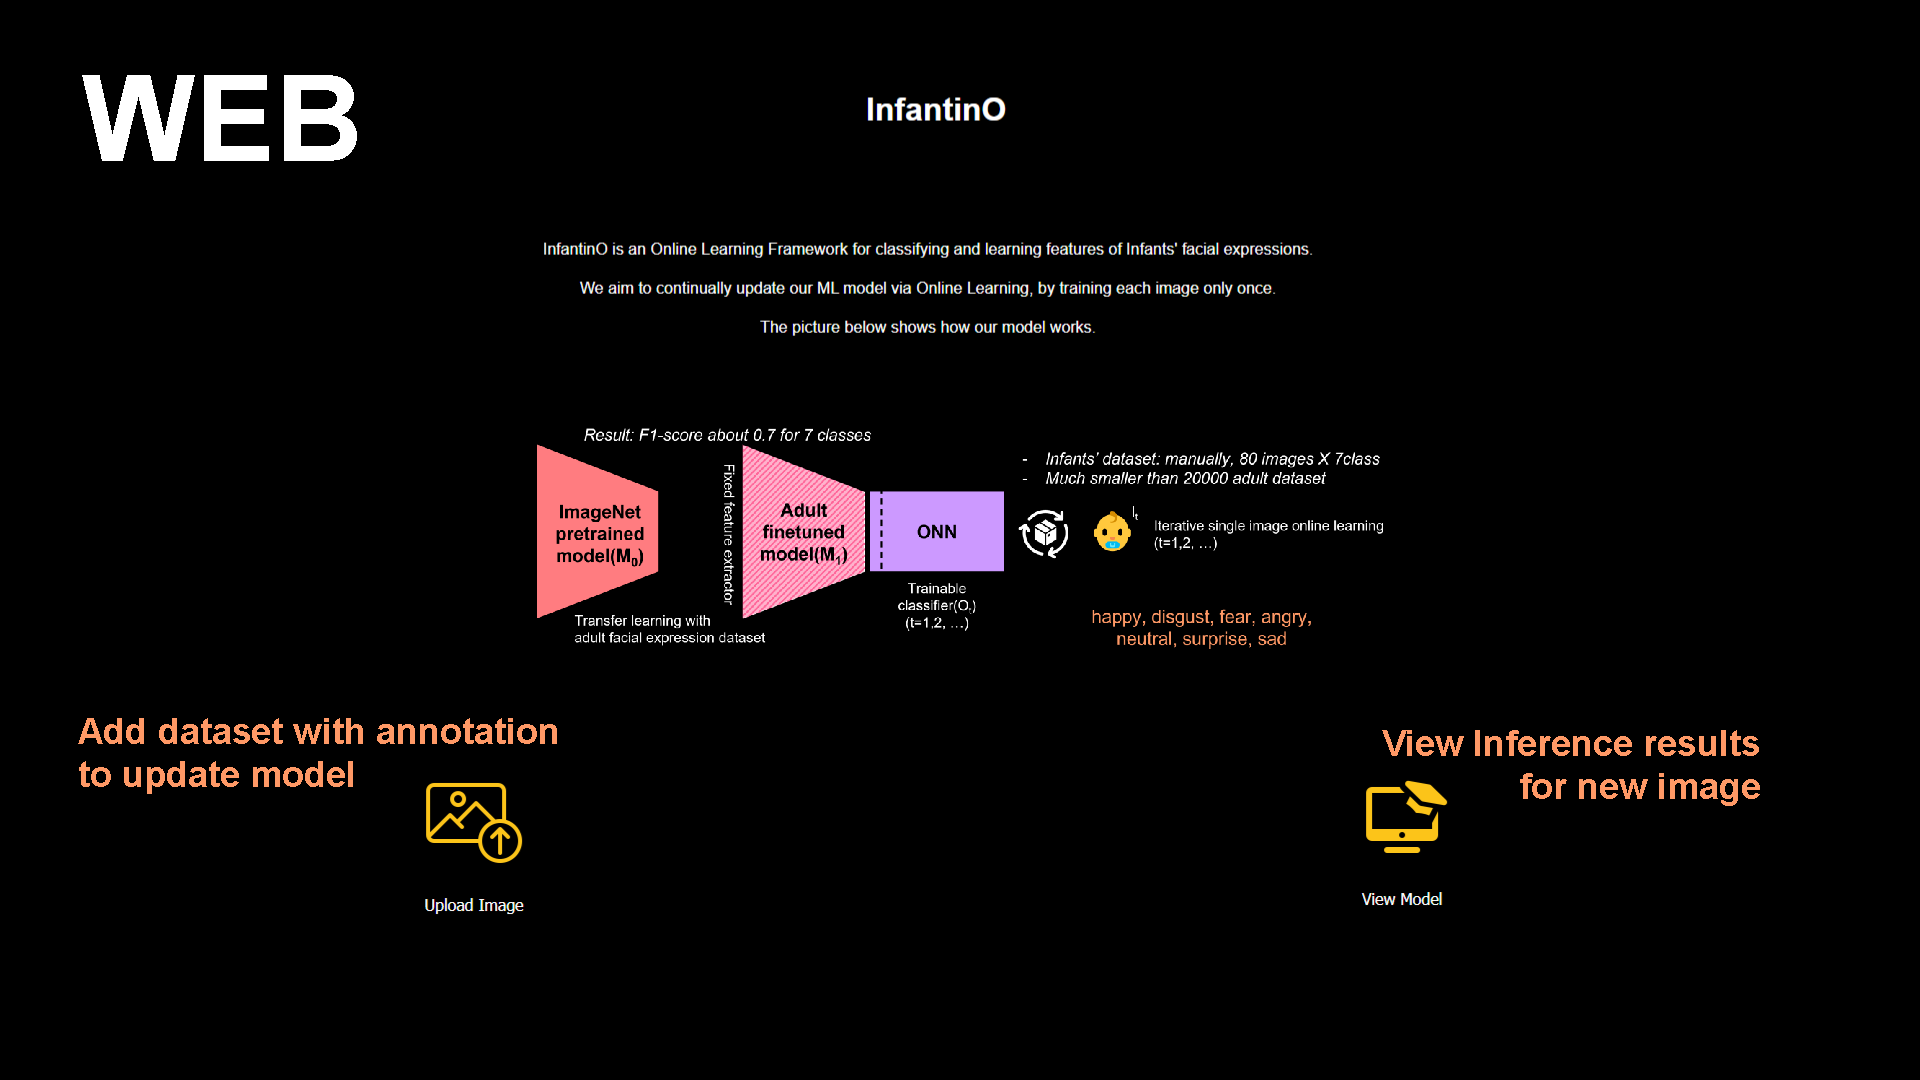 WEB
InfantinO
InfantinO is an Online Learning Framework for classifying and learning features of Infants' facial expressions.
We aim to continually update our ML model via Online Learning, by training each image only once.
The picture below shows how our model works.
Result: F1-score about 0.7 for 7 classes
ImageNet
pretrained
model(M0)
Transfer learning with
adult facial expression dataset
Fixed feature extractor
Adult
finetuned
model(M1)
ONN
Trainable
classifier(Ot)
(t=1,2, …)
- Infants' dataset: manually, 80 images X 7class
- Much smaller than 20000 adult dataset
It
Iterative single image online learning
(t=1,2, …)
happy, disgust, fear, angry,
neutral, surprise, sad
Add dataset with annotation
to update model
Upload Image
View Inference results
for new image
View Model